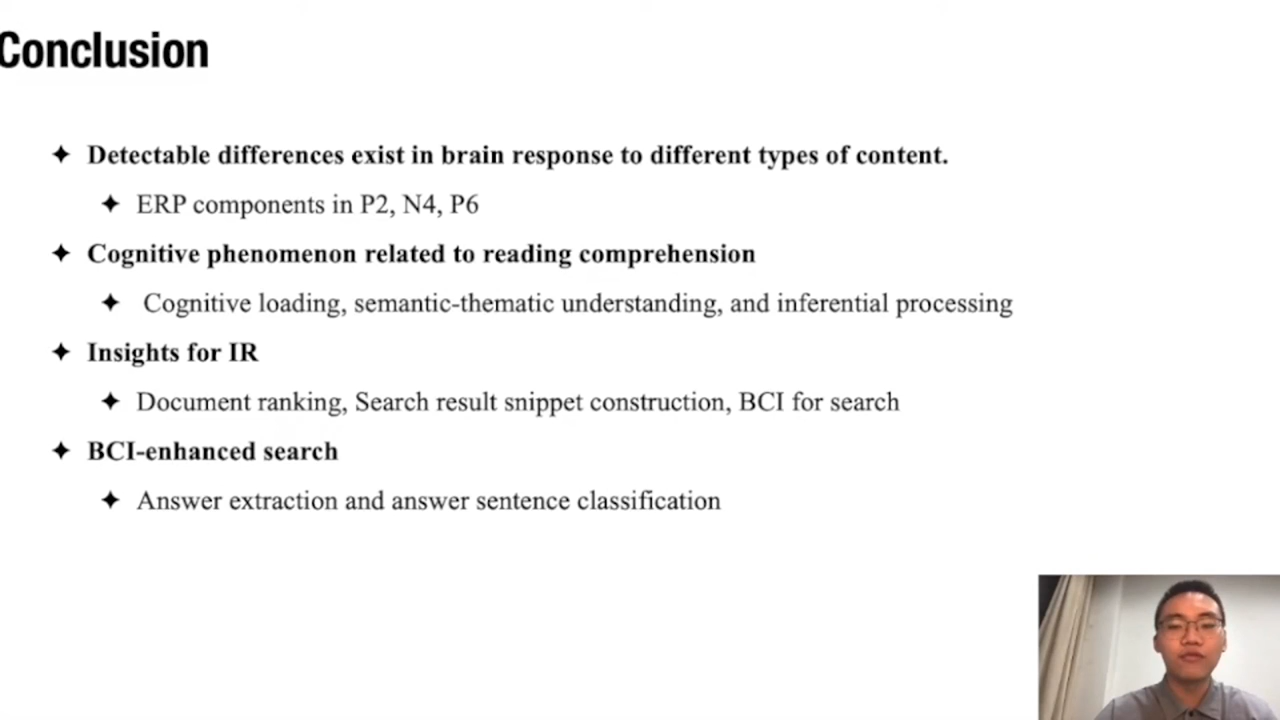 Conclusion
Detectable differences exist in brain response to different types of content.
ERP components in P2, N4, P6
Cognitive phenomenon related to reading comprehension
Cognitive loading, semantic-thematic understanding, and inferential processing
Insights for IR
Document ranking, Search result snippet construction, BCI for search
BCI-enhanced search
Answer extraction and answer sentence classification